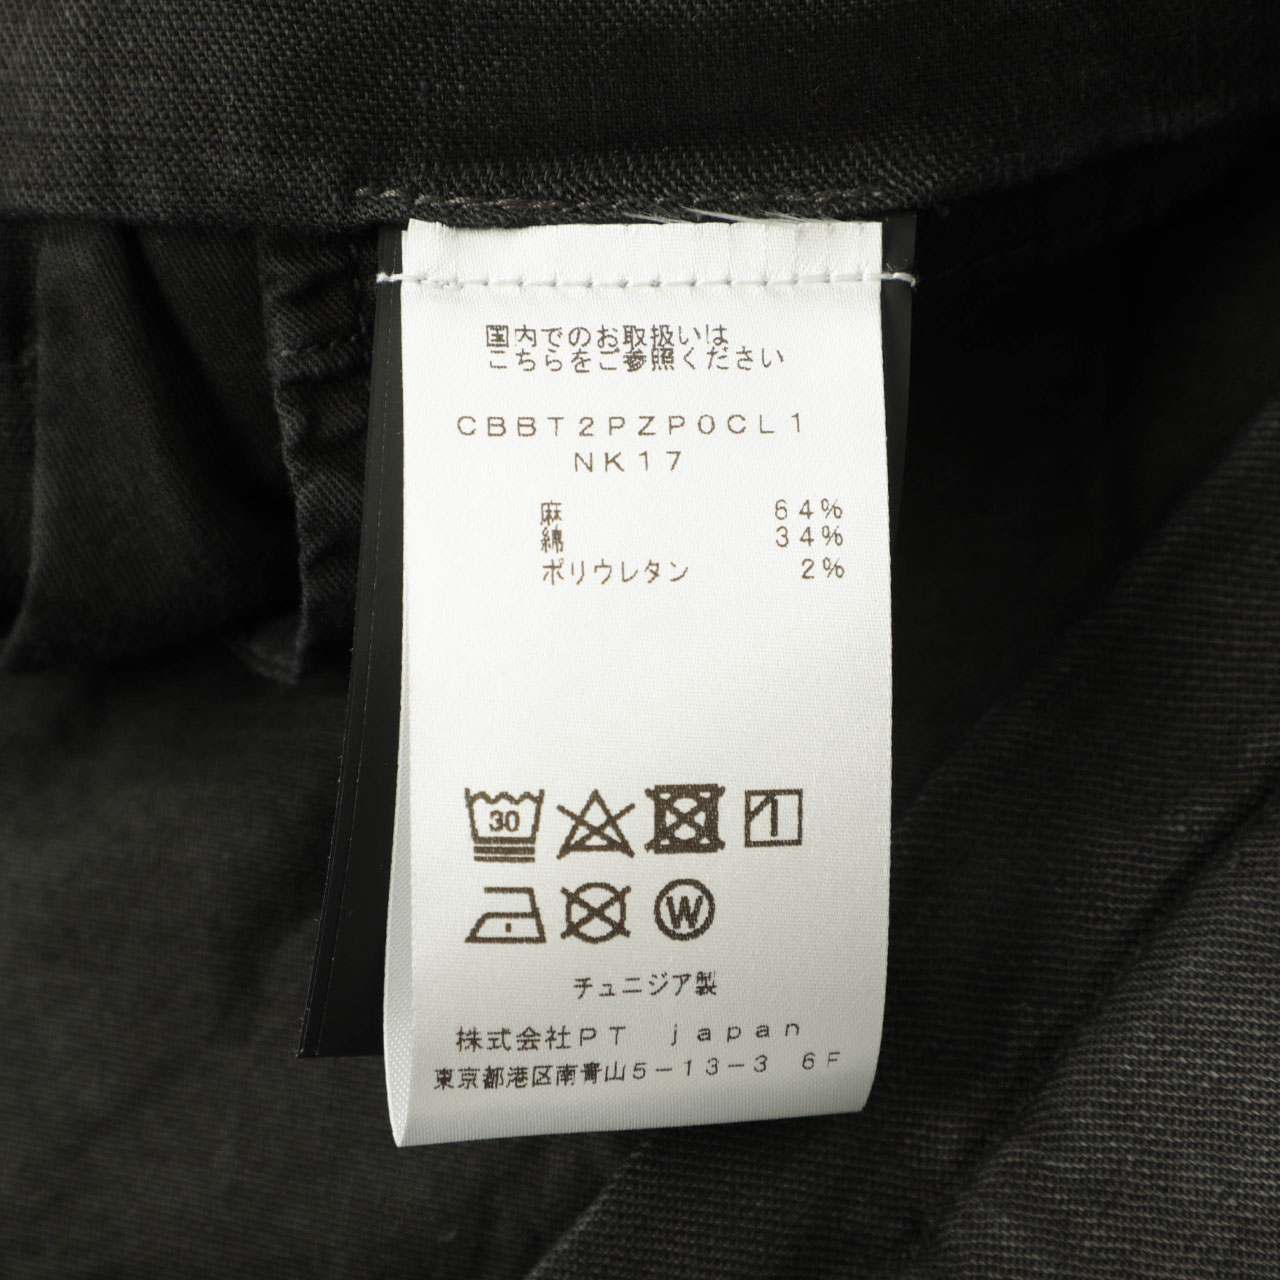 国内でのお取扱いは
こちらをご参照ください
CBBT2PZP0CL1
NK17
麻 64%
綿 34%
ポリウレタン 2%
30
W
チュニジア製
株式会社PT japan
東京都港区南青山5-13-3 6F